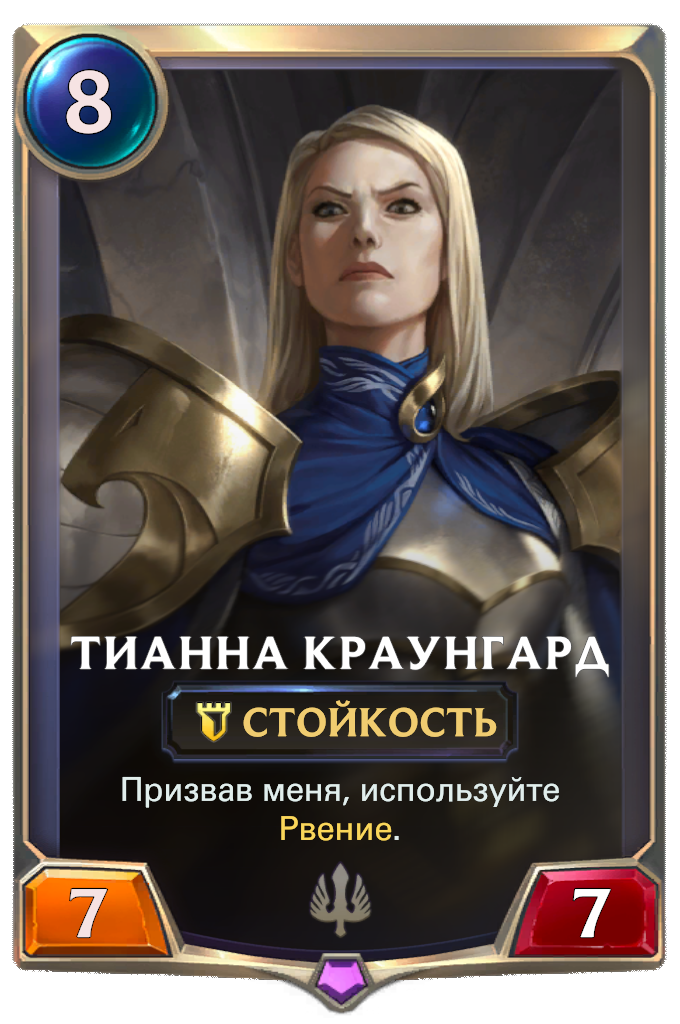 8
ТИАННА КРАУНГАРД
СТОЙКОСТЬ
Призвав меня, используйте
Рвение.
7
7